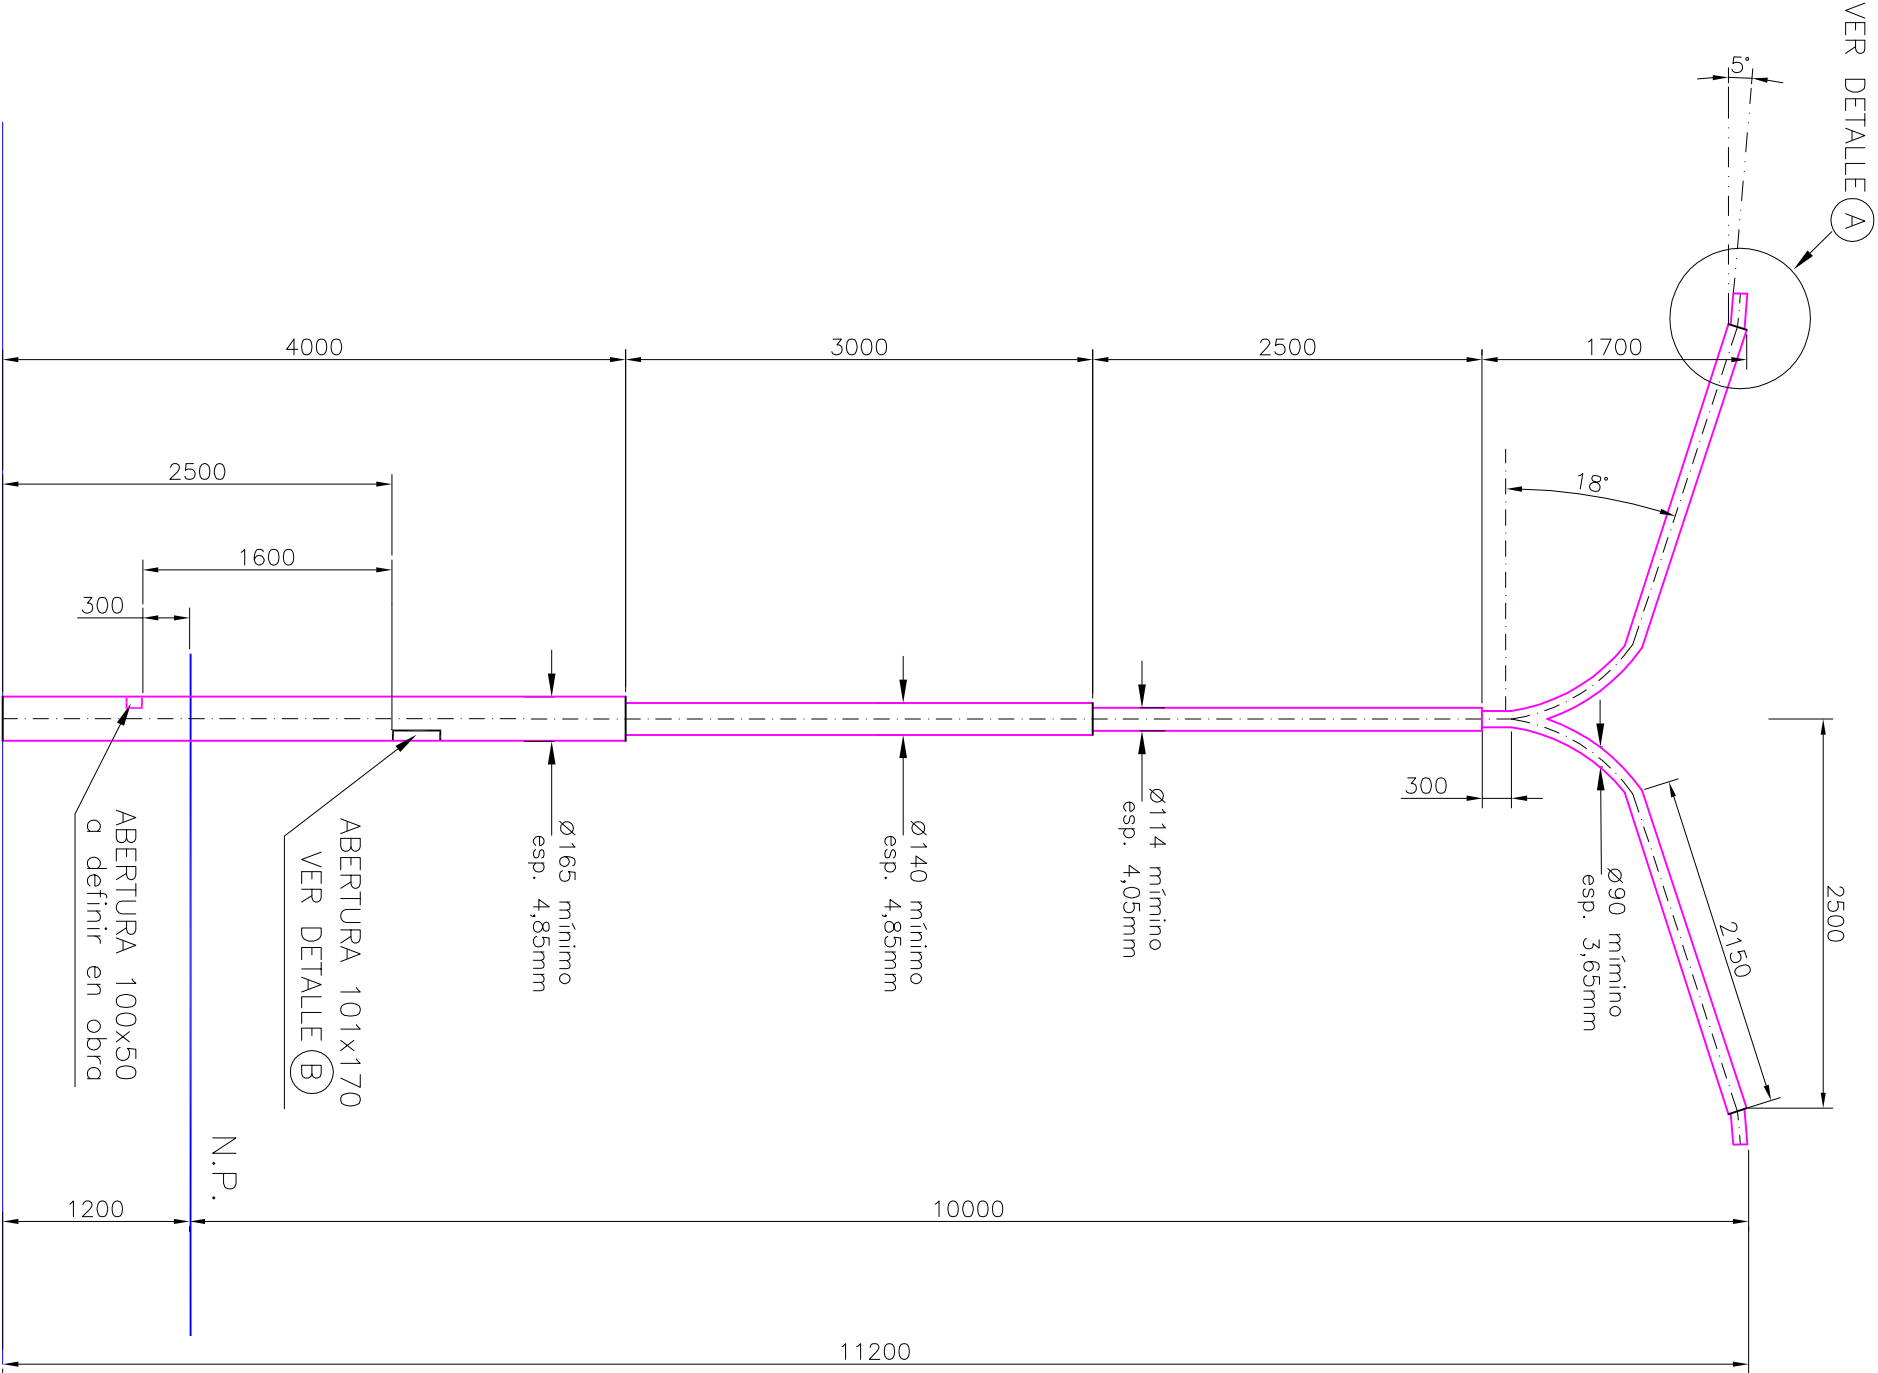 VER DETALLE A
5°
4000
3000
2500
1700
2500
18°
1600
300
300
2500
2150
Ø90 mímino
esp. 3,65mm
Ø114 mímino
esp. 4,05mm
Ø140 mínimo
esp. 4,85mm
Ø165 mínimo
esp. 4,85mm
ABERTURA 101x170
VER DETALLE B
ABERTURA 100x50
a definir en obra
N.P.
1200
10000
11200